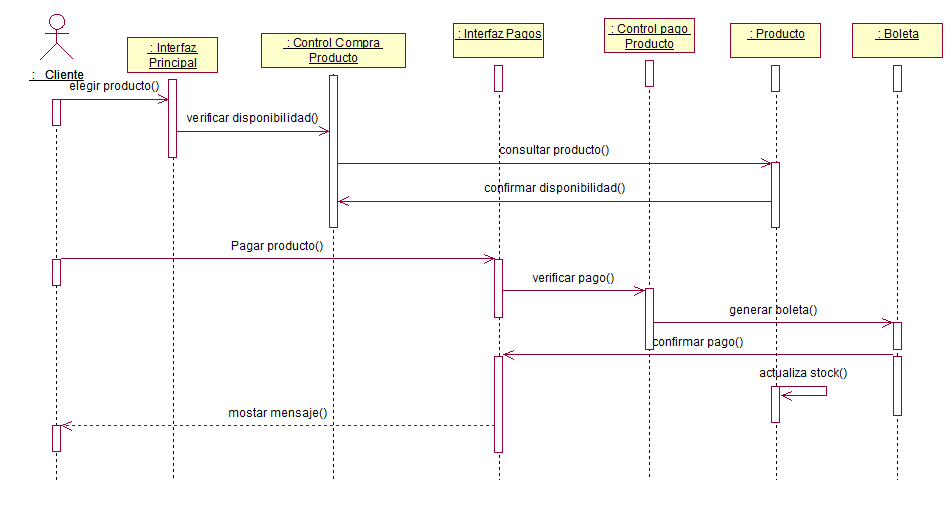 : Cliente
: Interfaz
Principal
: Control Compra
Producto
: Interfaz Pagos
: Control pago
Producto
: Producto
: Boleta
elegir producto()
verificar disponibilidad()
consultar producto()
confirmar disponibilidad()
Pagar producto()
verificar pago()
generar boleta()
confirmar pago()
actualiza stock()
mostar mensaje()